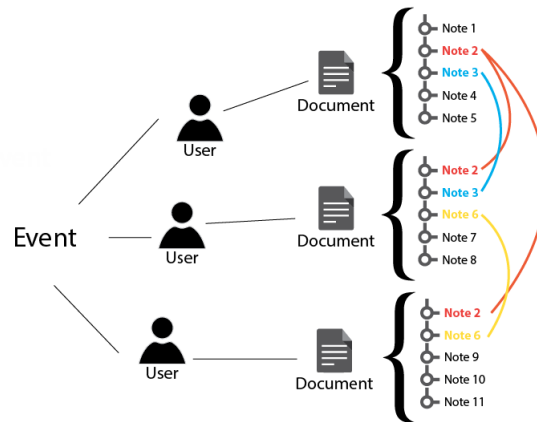 Event
User
Document
Note 1
Note 2
Note 3
Note 4
Note 5
User
Document
Note 2
Note 3
Note 6
Note 7
Note 8
User
Document
Note 2
Note 6
Note 9
Note 10
Note 11